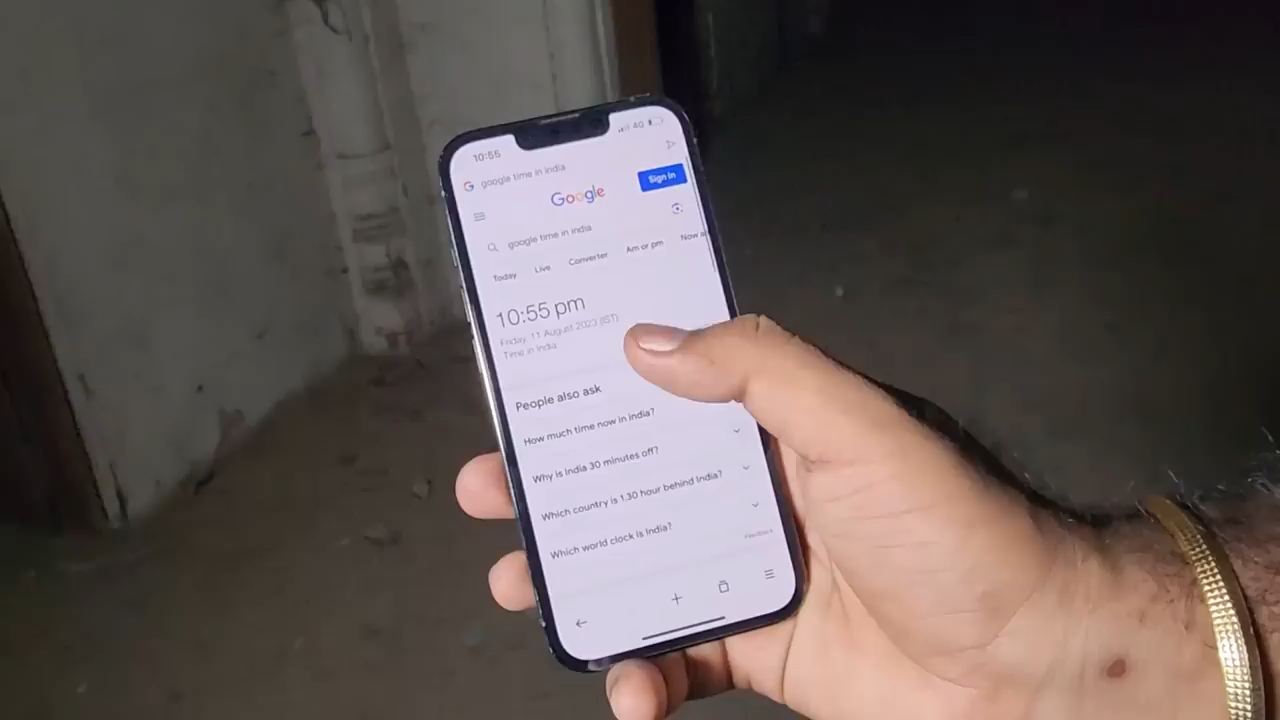 10:55
4G
google time in india
Google
Sign in
google time in india
Today Live Converter Am or pm Now
10:55 pm
Friday, 11 August 2023 (IST)
Time in India
People also ask
How much time now in india?
Why is India 30 minutes off?
Which country is 1.30 hour behind India?
Which world clock is India?
Feedback